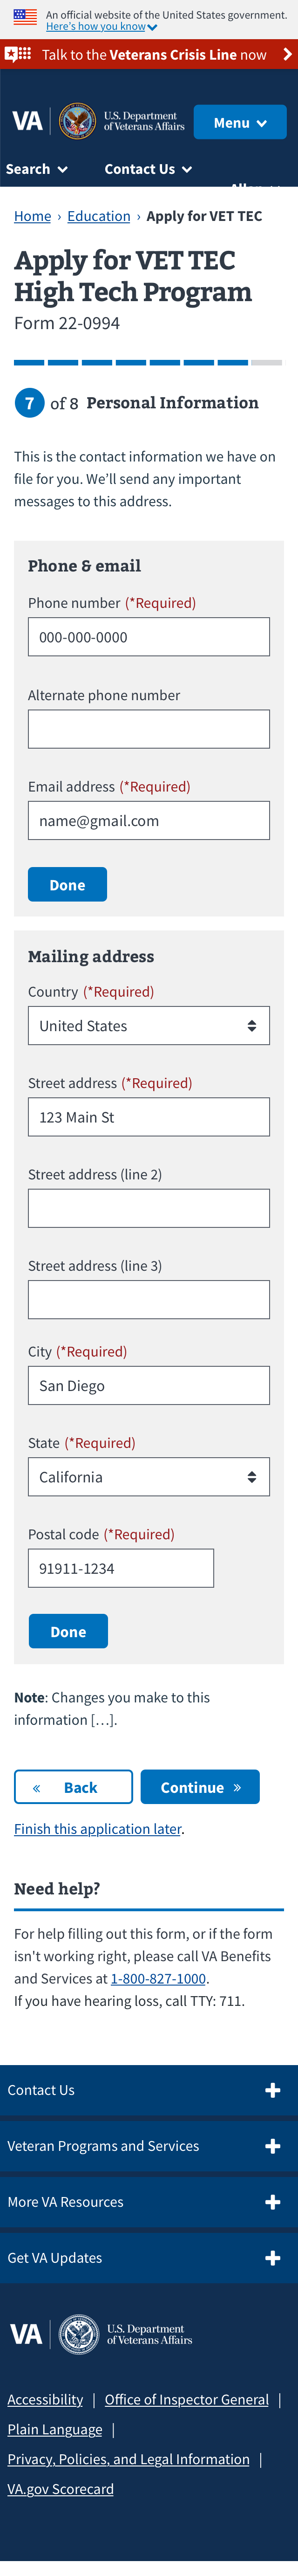 An official website of the United States government.
Here's how you know
Talk to the Veterans Crisis Line now
VA
U.S. Department
of Veterans Affairs
Menu
Search
Contact Us
Home › Education › Apply for VET TEC
Apply for VET TEC
High Tech Program
Form 22-0994
7 of 8 Personal Information
This is the contact information we have on
file for you. We’ll send any important
messages to this address.
Phone & email
Phone number (*Required)
000-000-0000
Alternate phone number
Email address (*Required)
name@gmail.com
Done
Mailing address
Country (*Required)
United States
Street address (*Required)
123 Main St
Street address (line 2)
Street address (line 3)
City (*Required)
San Diego
State (*Required)
California
Postal code (*Required)
91911-1234
Done
Note: Changes you make to this
information […].
« Back
Continue »
Finish this application later.
Need help?
For help filling out this form, or if the form
isn't working right, please call VA Benefits
and Services at 1-800-827-1000.
If you have hearing loss, call TTY: 711.
Contact Us
Veteran Programs and Services
More VA Resources
Get VA Updates
VA
U.S. Department
of Veterans Affairs
Accessibility | Office of Inspector General |
Plain Language |
Privacy, Policies, and Legal Information |
VA.gov Scorecard